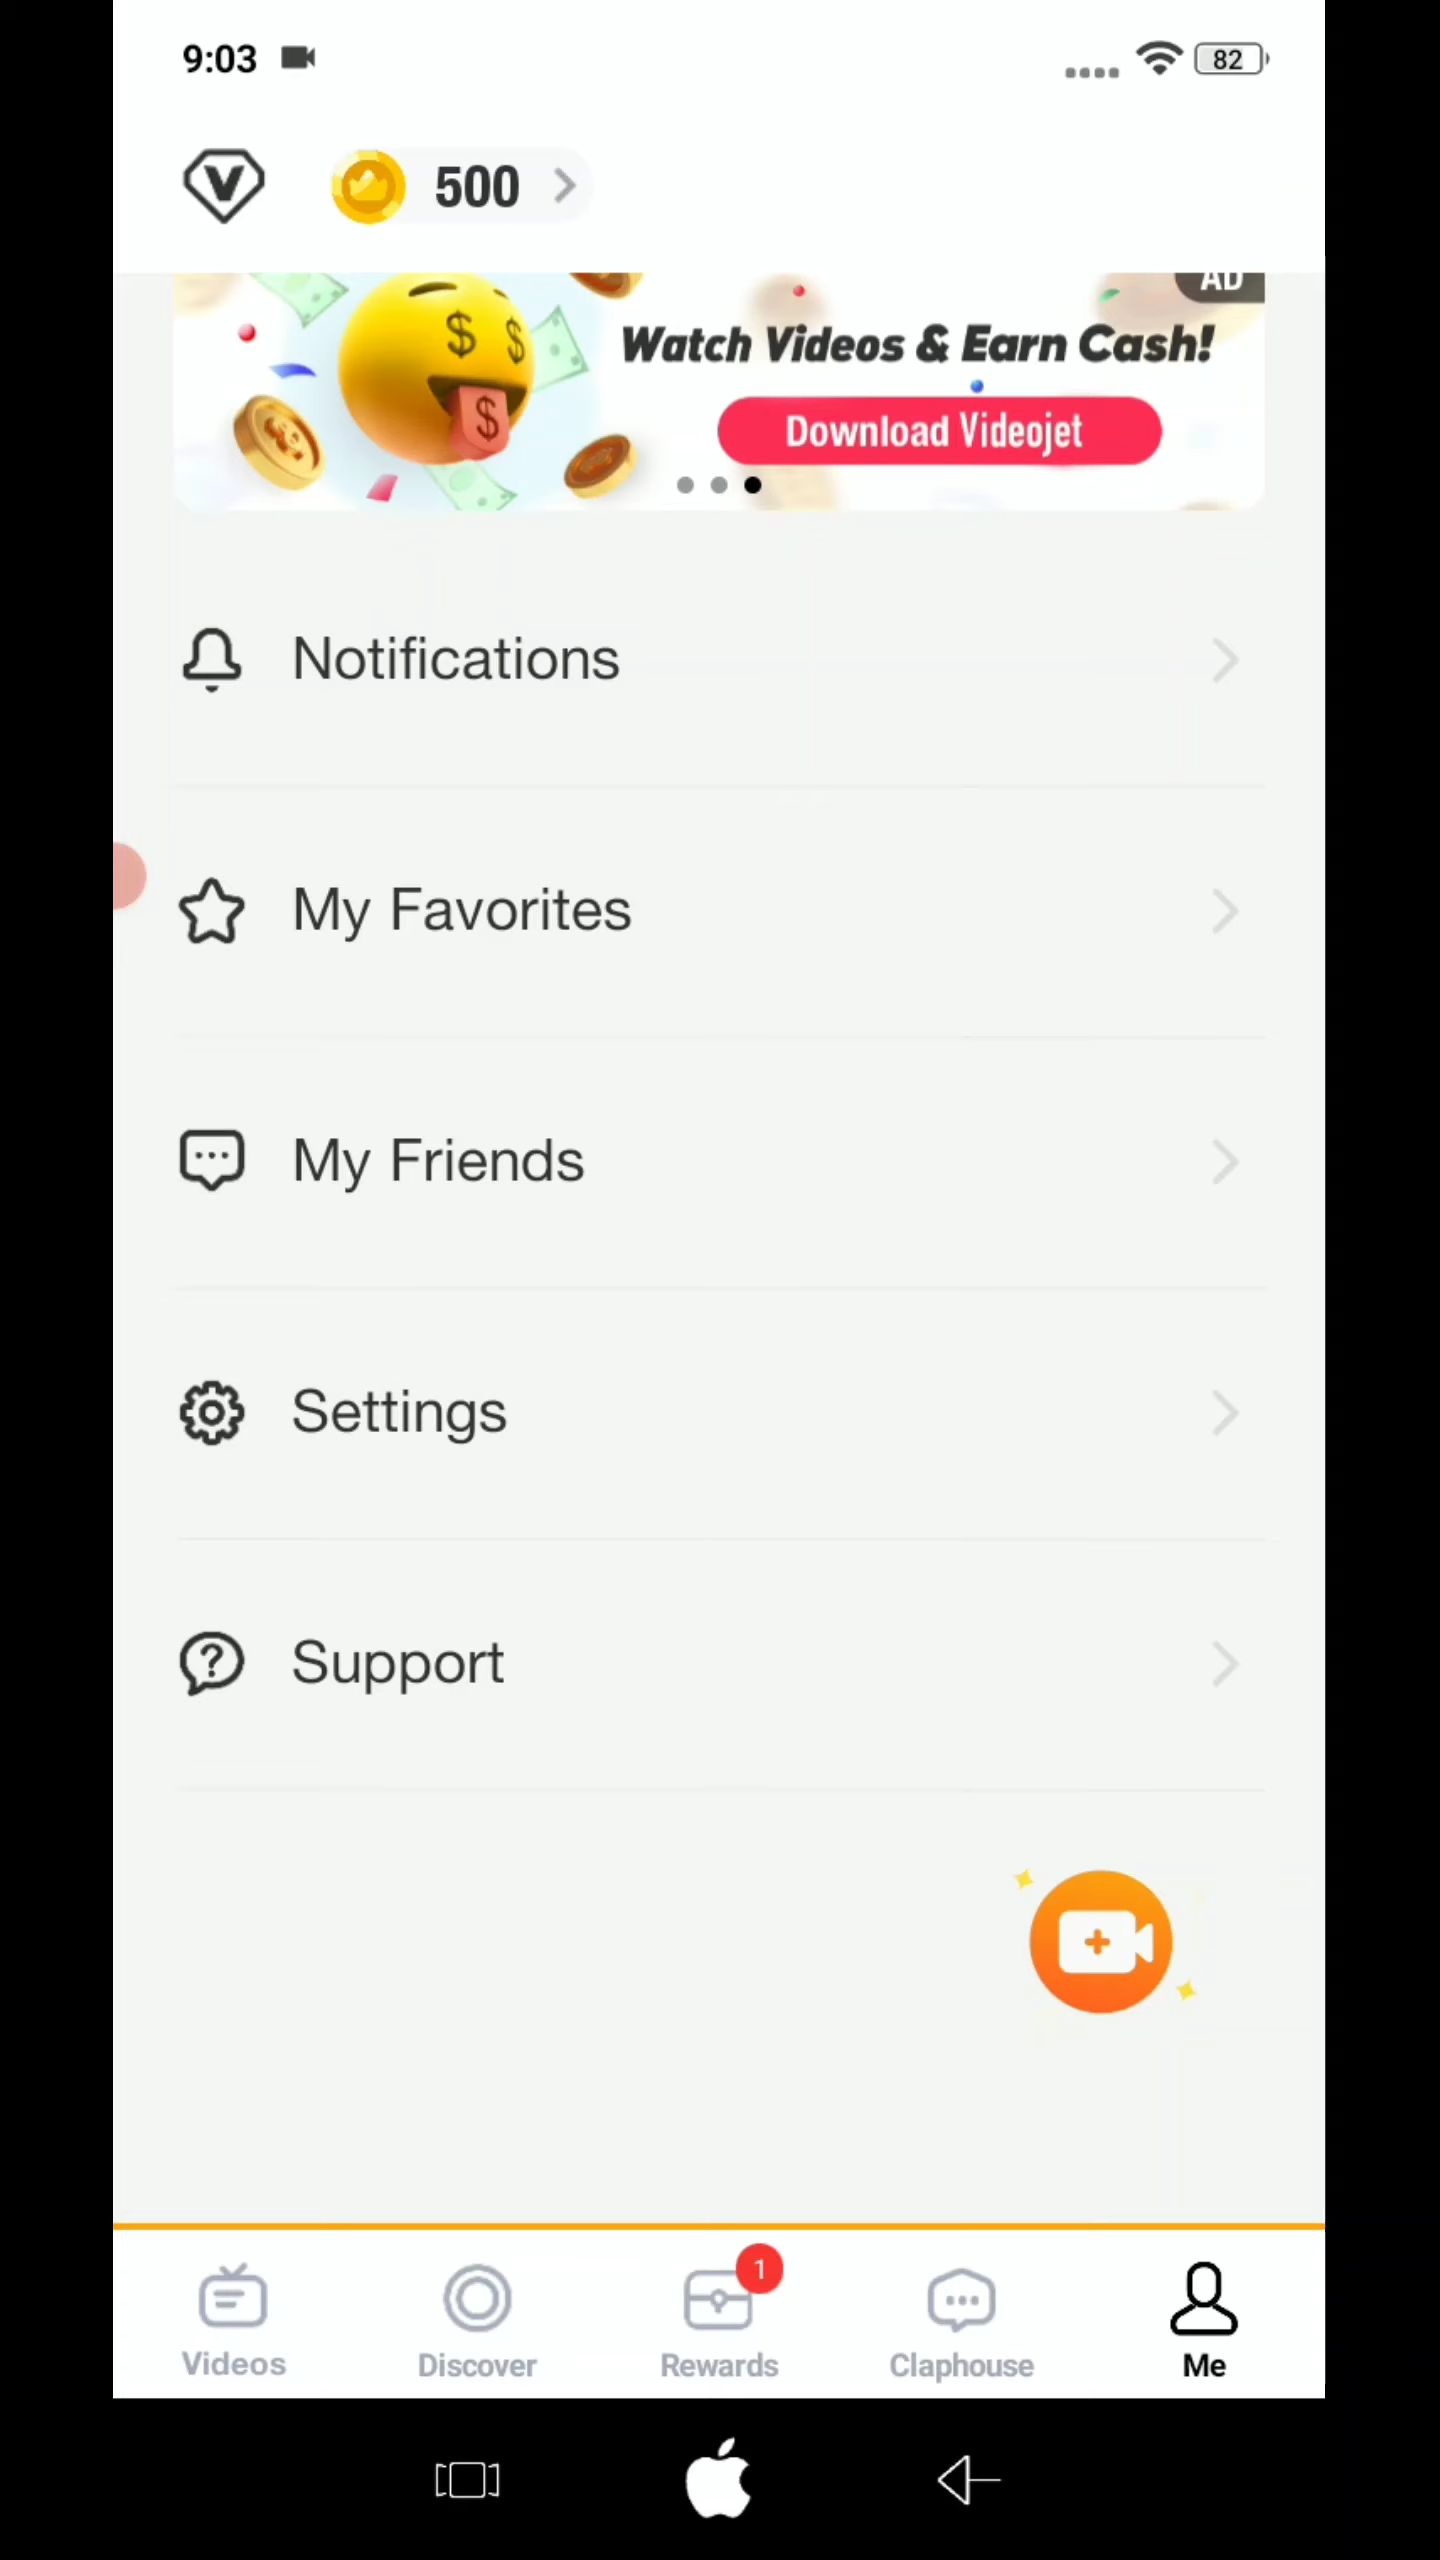 9:03
82
V
500
AD
Watch Videos & Earn Cash!
Download Videojet
Notifications
My Favorites
My Friends
Settings
Support
1
Videos
Discover
Rewards
Claphouse
Me